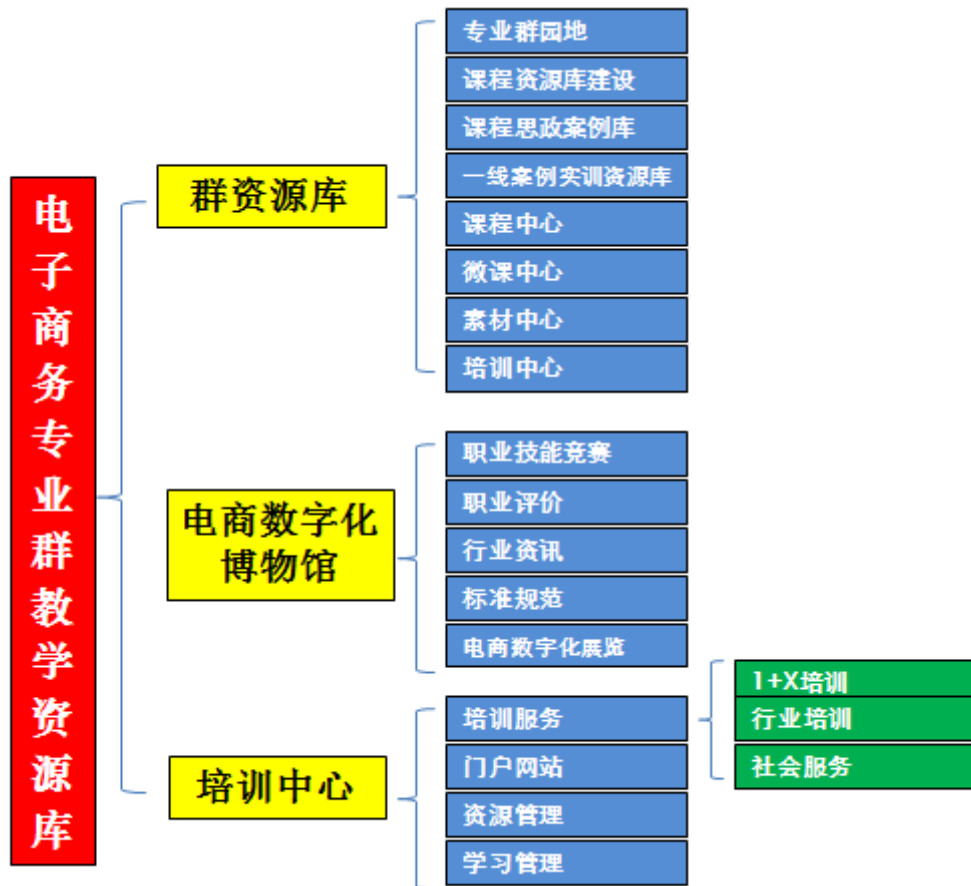 电子商务专业群教学资源库
群资源库
专业群园地
课程资源库建设
课程思政案例库
一线案例实训资源库
课程中心
微课中心
素材中心
培训中心
电商数字化
博物馆
职业技能竞赛
职业评价
行业资讯
标准规范
电商数字化展览
培训中心
培训服务
门户网站
资源管理
学习管理
1+X培训
行业培训
社会服务